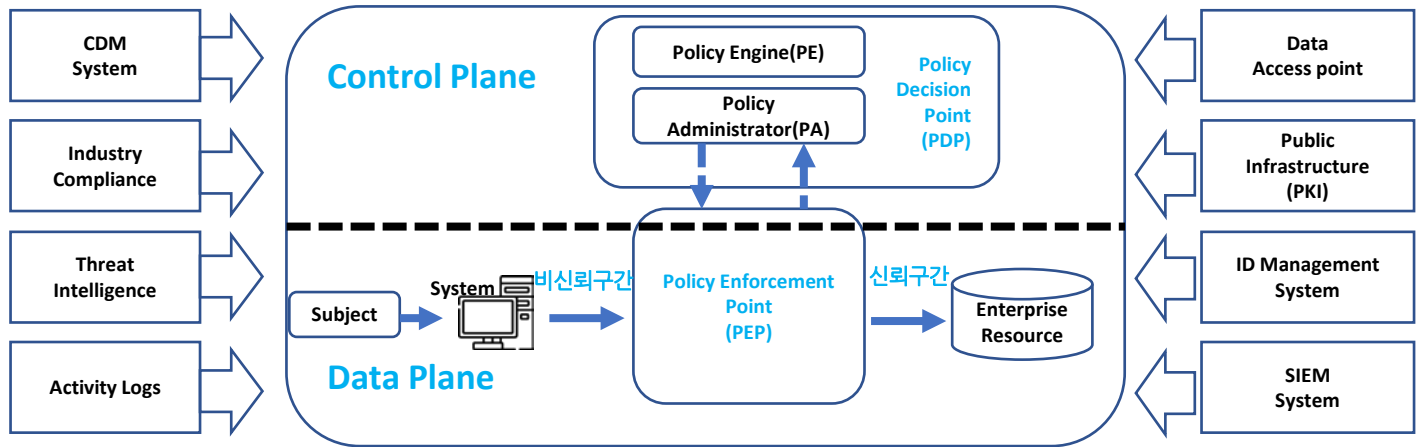 CDM
System
Industry
Compliance
Threat
Intelligence
Activity Logs
Control Plane
Policy Engine(PE)
Policy
Administrator(PA)
Policy
Decision
Point
(PDP)
Subject
System
비신뢰구간
Policy Enforcement
Point
(PEP)
신뢰구간
Enterprise
Resource
Data Plane
Data
Access point
Public
Infrastructure
(PKI)
ID Management
System
SIEM
System